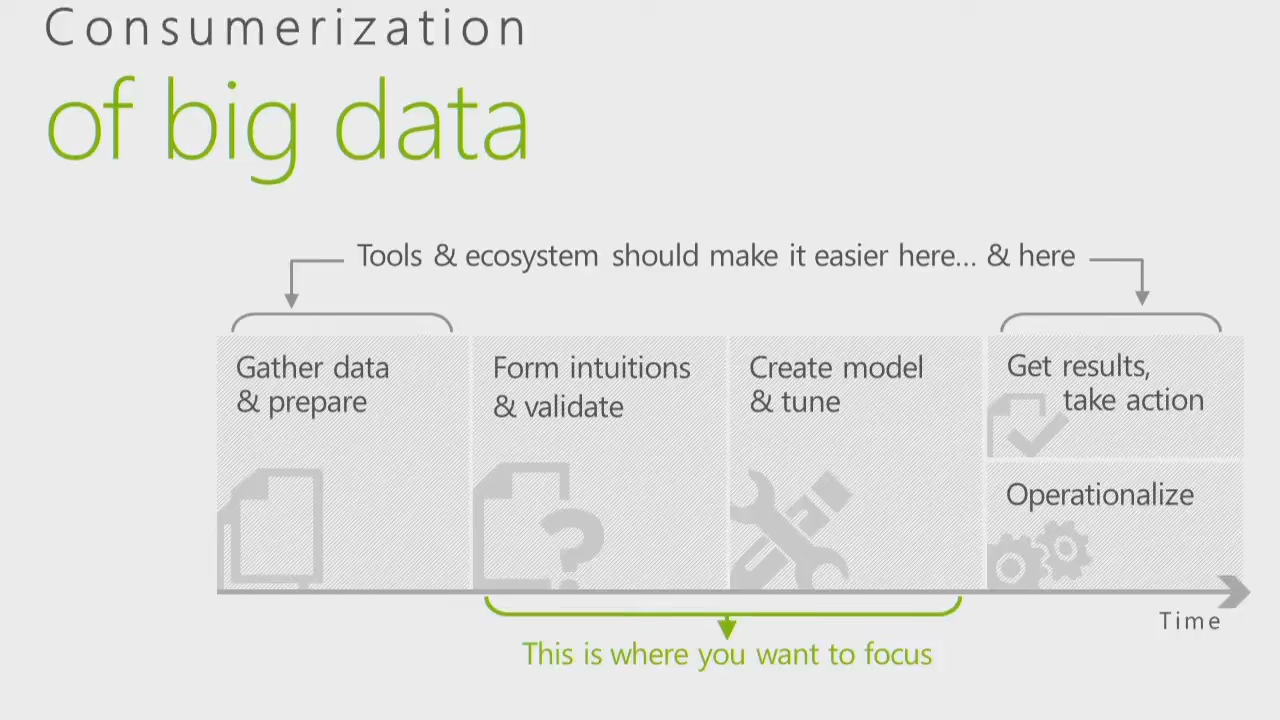 Consumerization
of big data
Tools & ecosystem should make it easier here... & here
Gather data
& prepare
Form intuitions
& validate
Create model
& tune
Get results,
take action
Operationalize
Time
This is where you want to focus